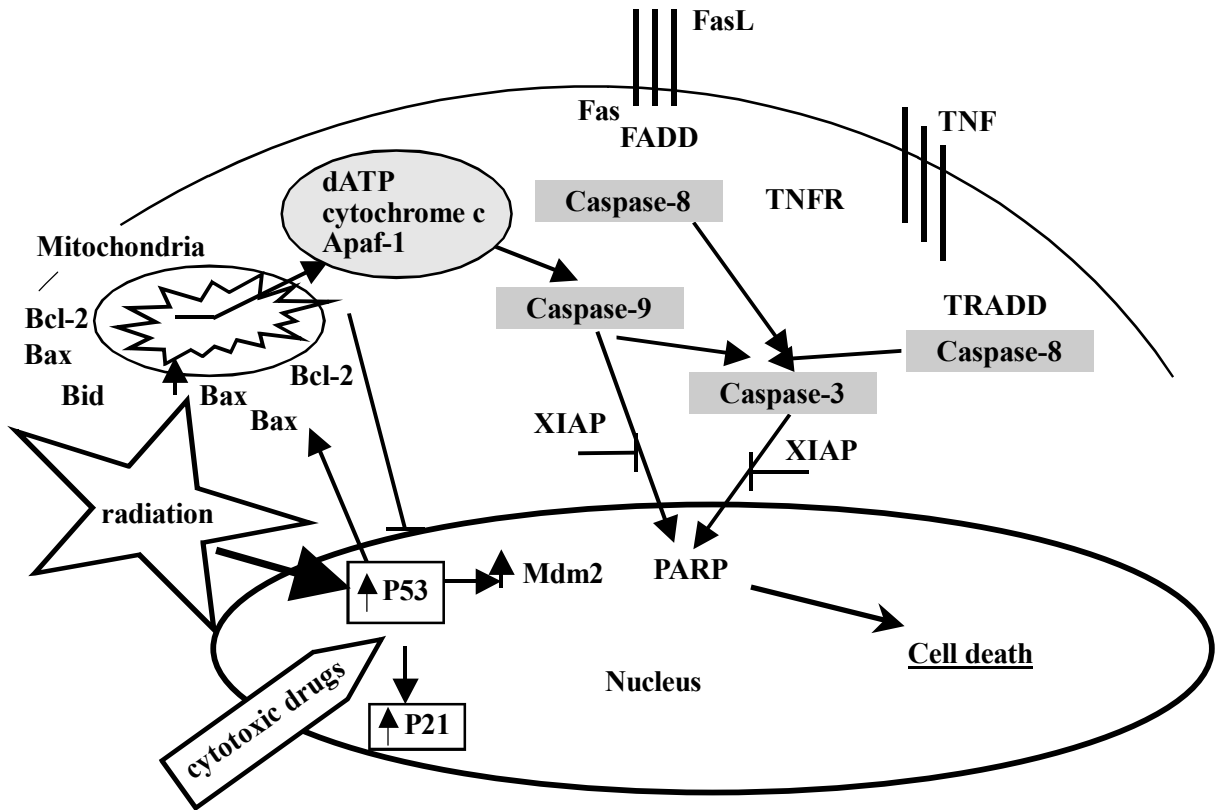 FasL
Fas
FADD
TNF
dATP
cytochrome c
Apaf-1
Caspase-8
TNFR
Mitochondria
Caspase-9
TRADD
Bcl-2
Bax
Caspase-8
Bcl-2
Bid
Bax
Caspase-3
Bax
XIAP
XIAP
radiation
P53
Mdm2
PARP
Cell death
Nucleus
cytotoxic drugs
P21